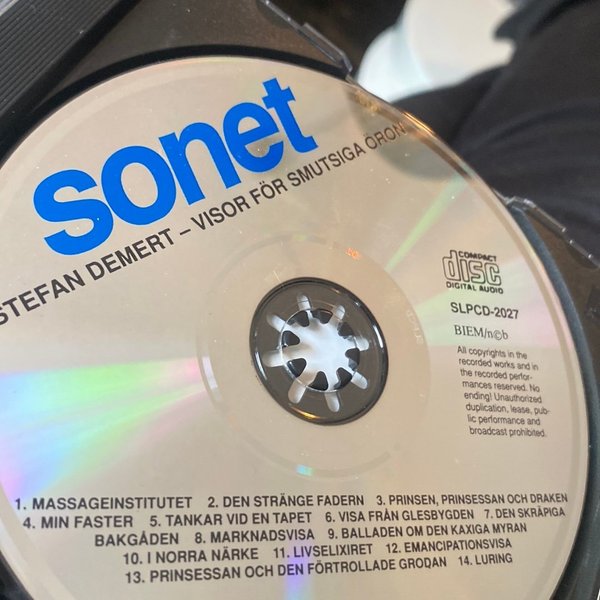 sonet
STEFAN DEMERT – VISOR FÖR SMUTSIGA ÖRON
COMPACT
disc
DIGITAL AUDIO
SLPCD-2027
BIEM/n©b
All copyrights in the
recorded works and in
the recorded perfor-
mances reserved. No
ending! Unauthorized
duplication, lease, pub-
lic performance and
broadcast prohibited.
1. MASSAGEINSTITUTET 2. DEN STRÄNGE FADERN 3. PRINSEN, PRINSESSAN OCH DRAKEN
4. MIN FASTER 5. TANKAR VID EN TAPET 6. VISA FRÅN GLESBYGDEN 7. DEN SKRÄPIGA
BAKGÅDEN 8. MARKNADSVISA 9. BALLADEN OM DEN KAXIGA MYRAN
10. I NORRA NÄRKE 11. LIVSELIXIRET 12. EMANCIPATIONSVISA
13. PRINSESSAN OCH DEN FÖRTROLLADE GRODAN 14. LURING